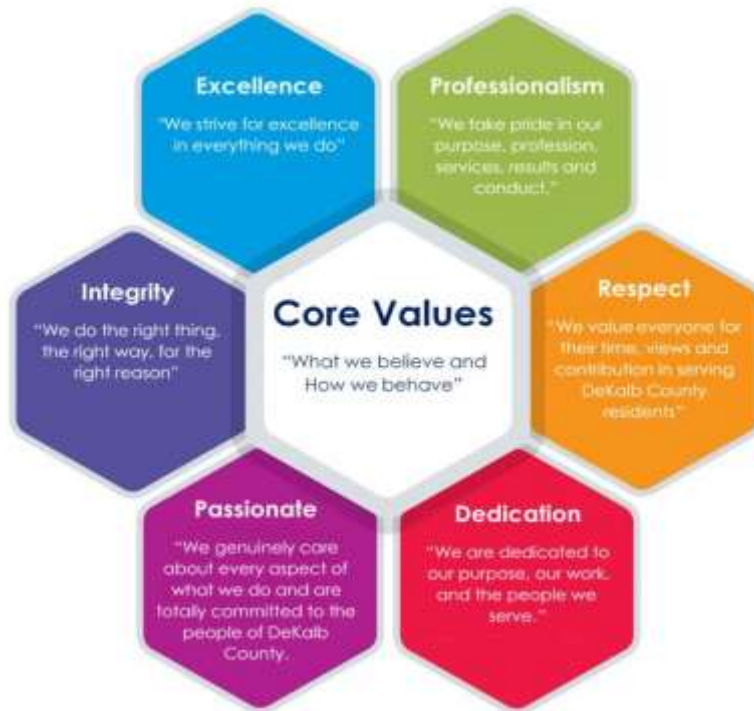 Excellence
"We strive for excellence
in everything we do"
Professionalism
"We take pride in our
purpose, profession,
services, results and
conduct."
Integrity
"We do the right thing,
the right way, for the
right reason"
Core Values
"What we believe and
How we behave"
Respect
"We value everyone for
their time, views and
contribution in serving
DeKalb County
residents"
Passionate
"We genuinely care
about every aspect of
what we do and are
totally committed to the
people of DeKalb
County.
Dedication
"We are dedicated to
our purpose, our work,
and the people we
serve."